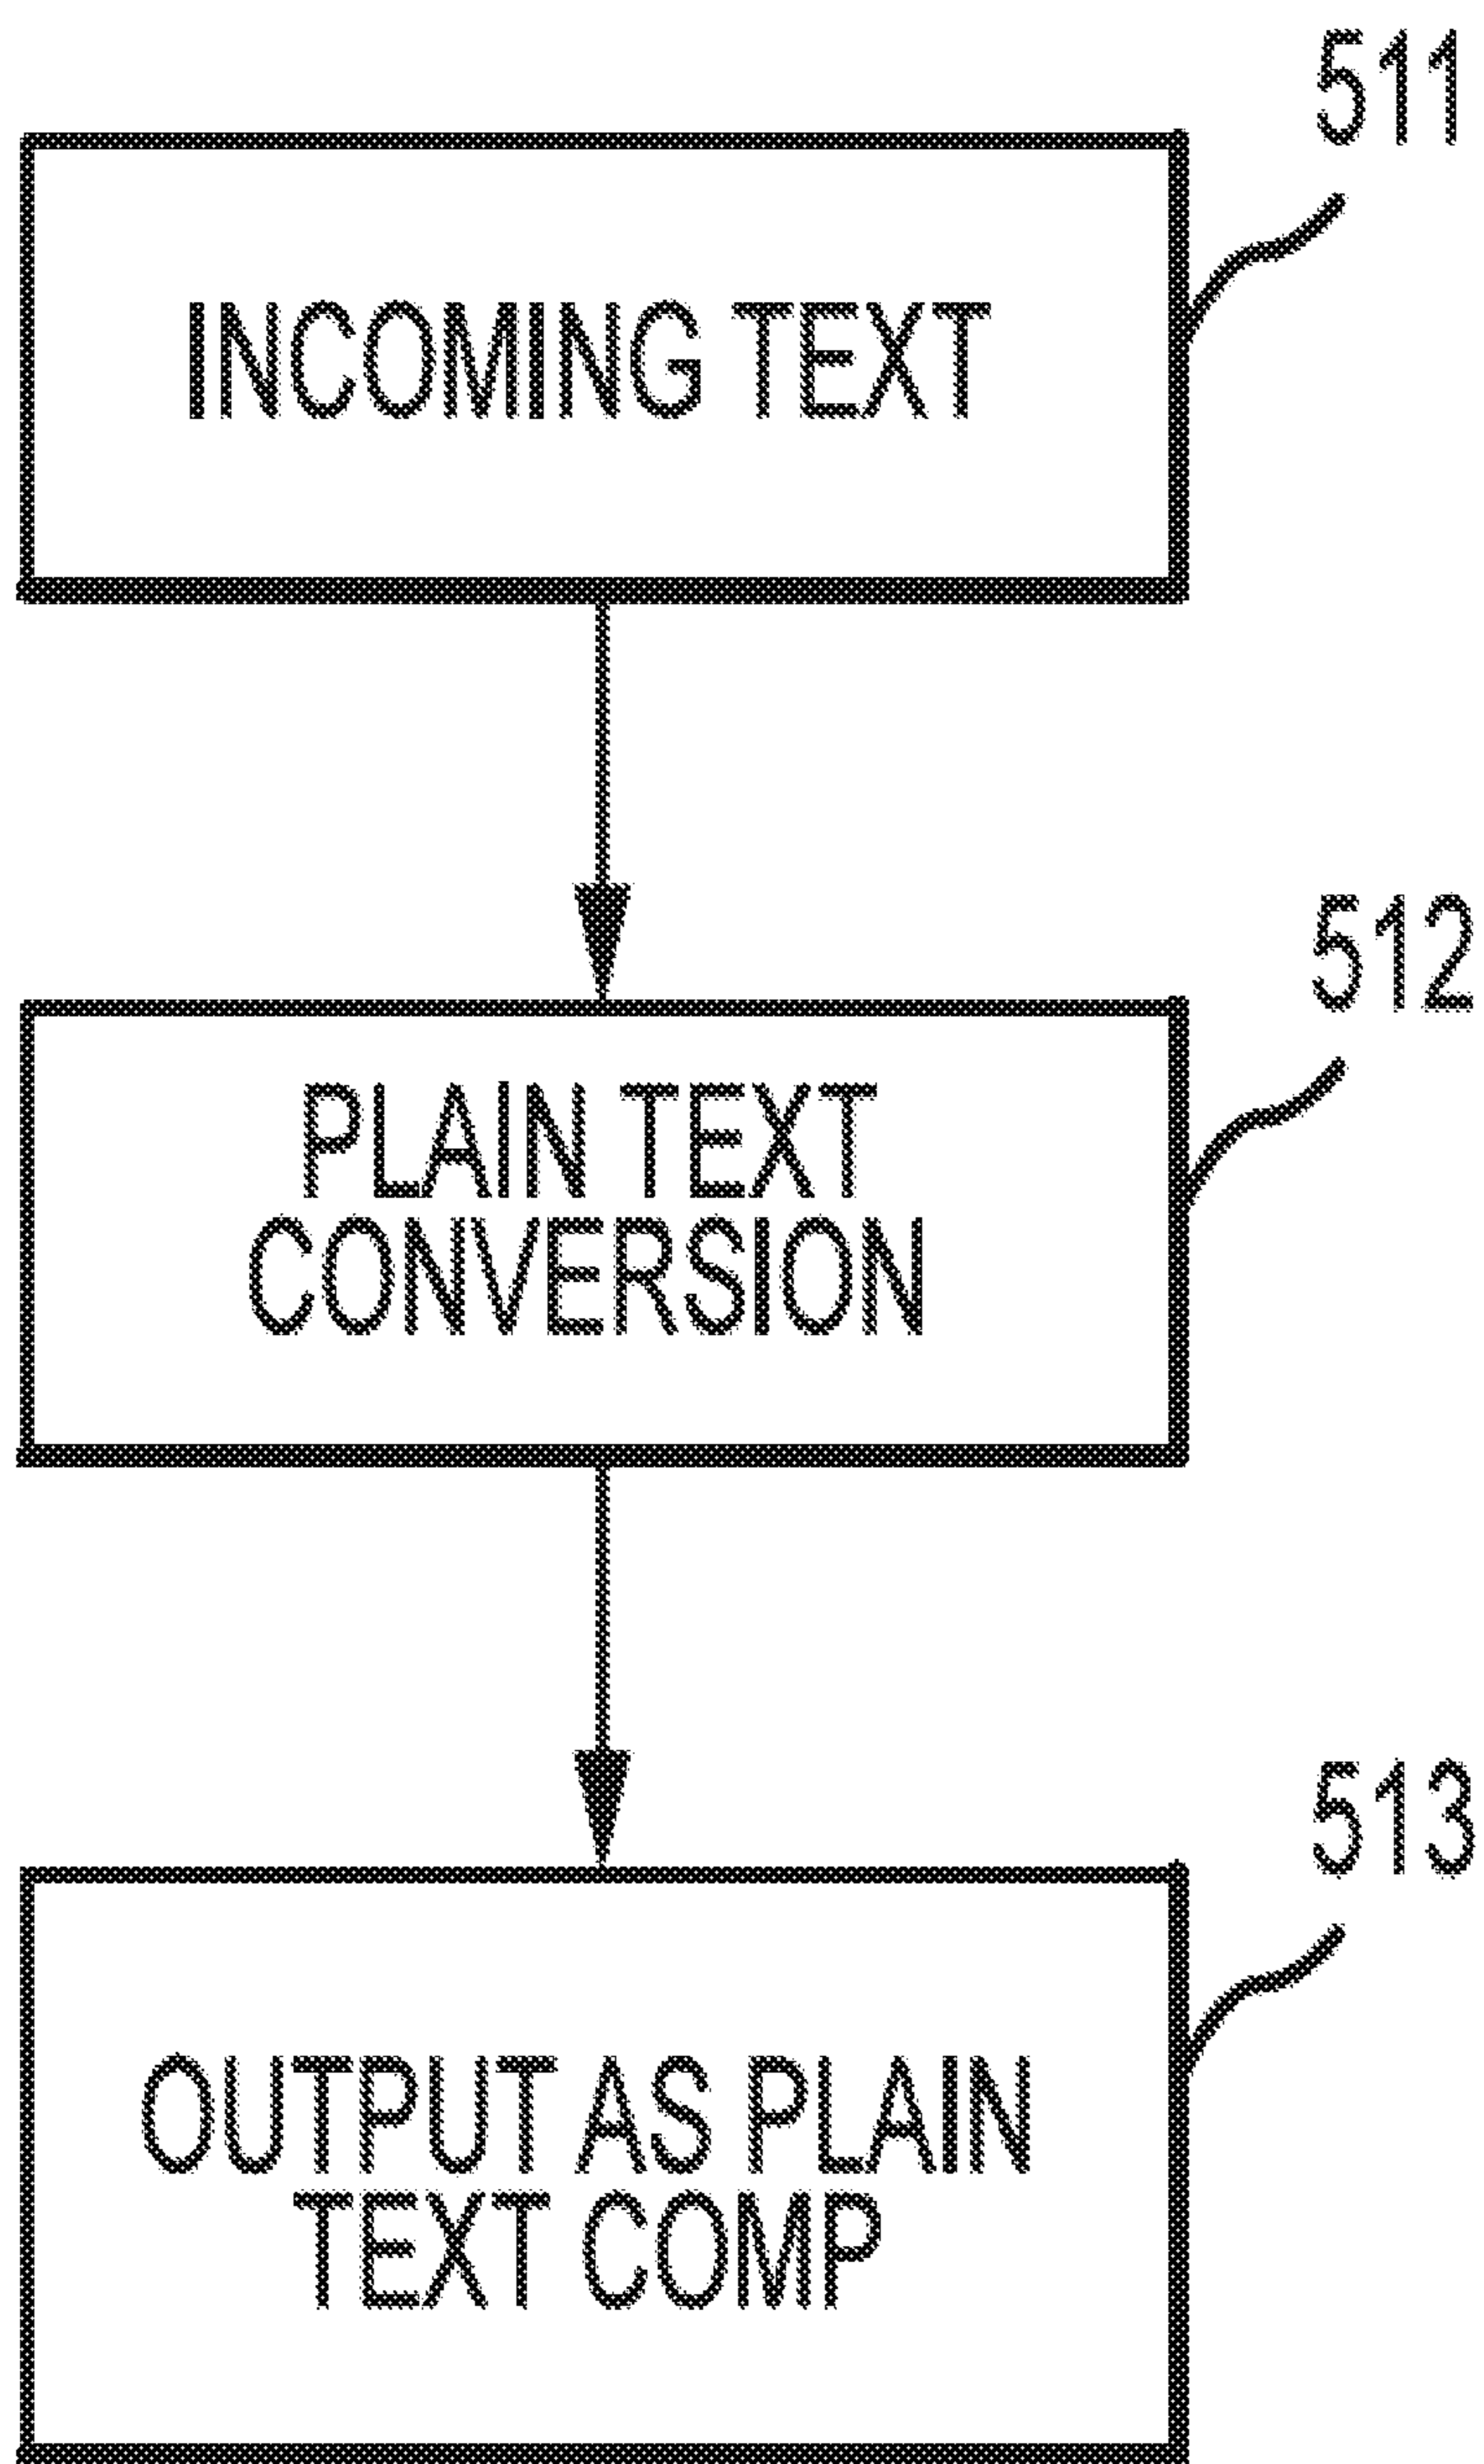 511
INCOMING TEXT
512
PLAIN TEXT
CONVERSION
513
OUTPUT AS PLAIN
TEXT COMP